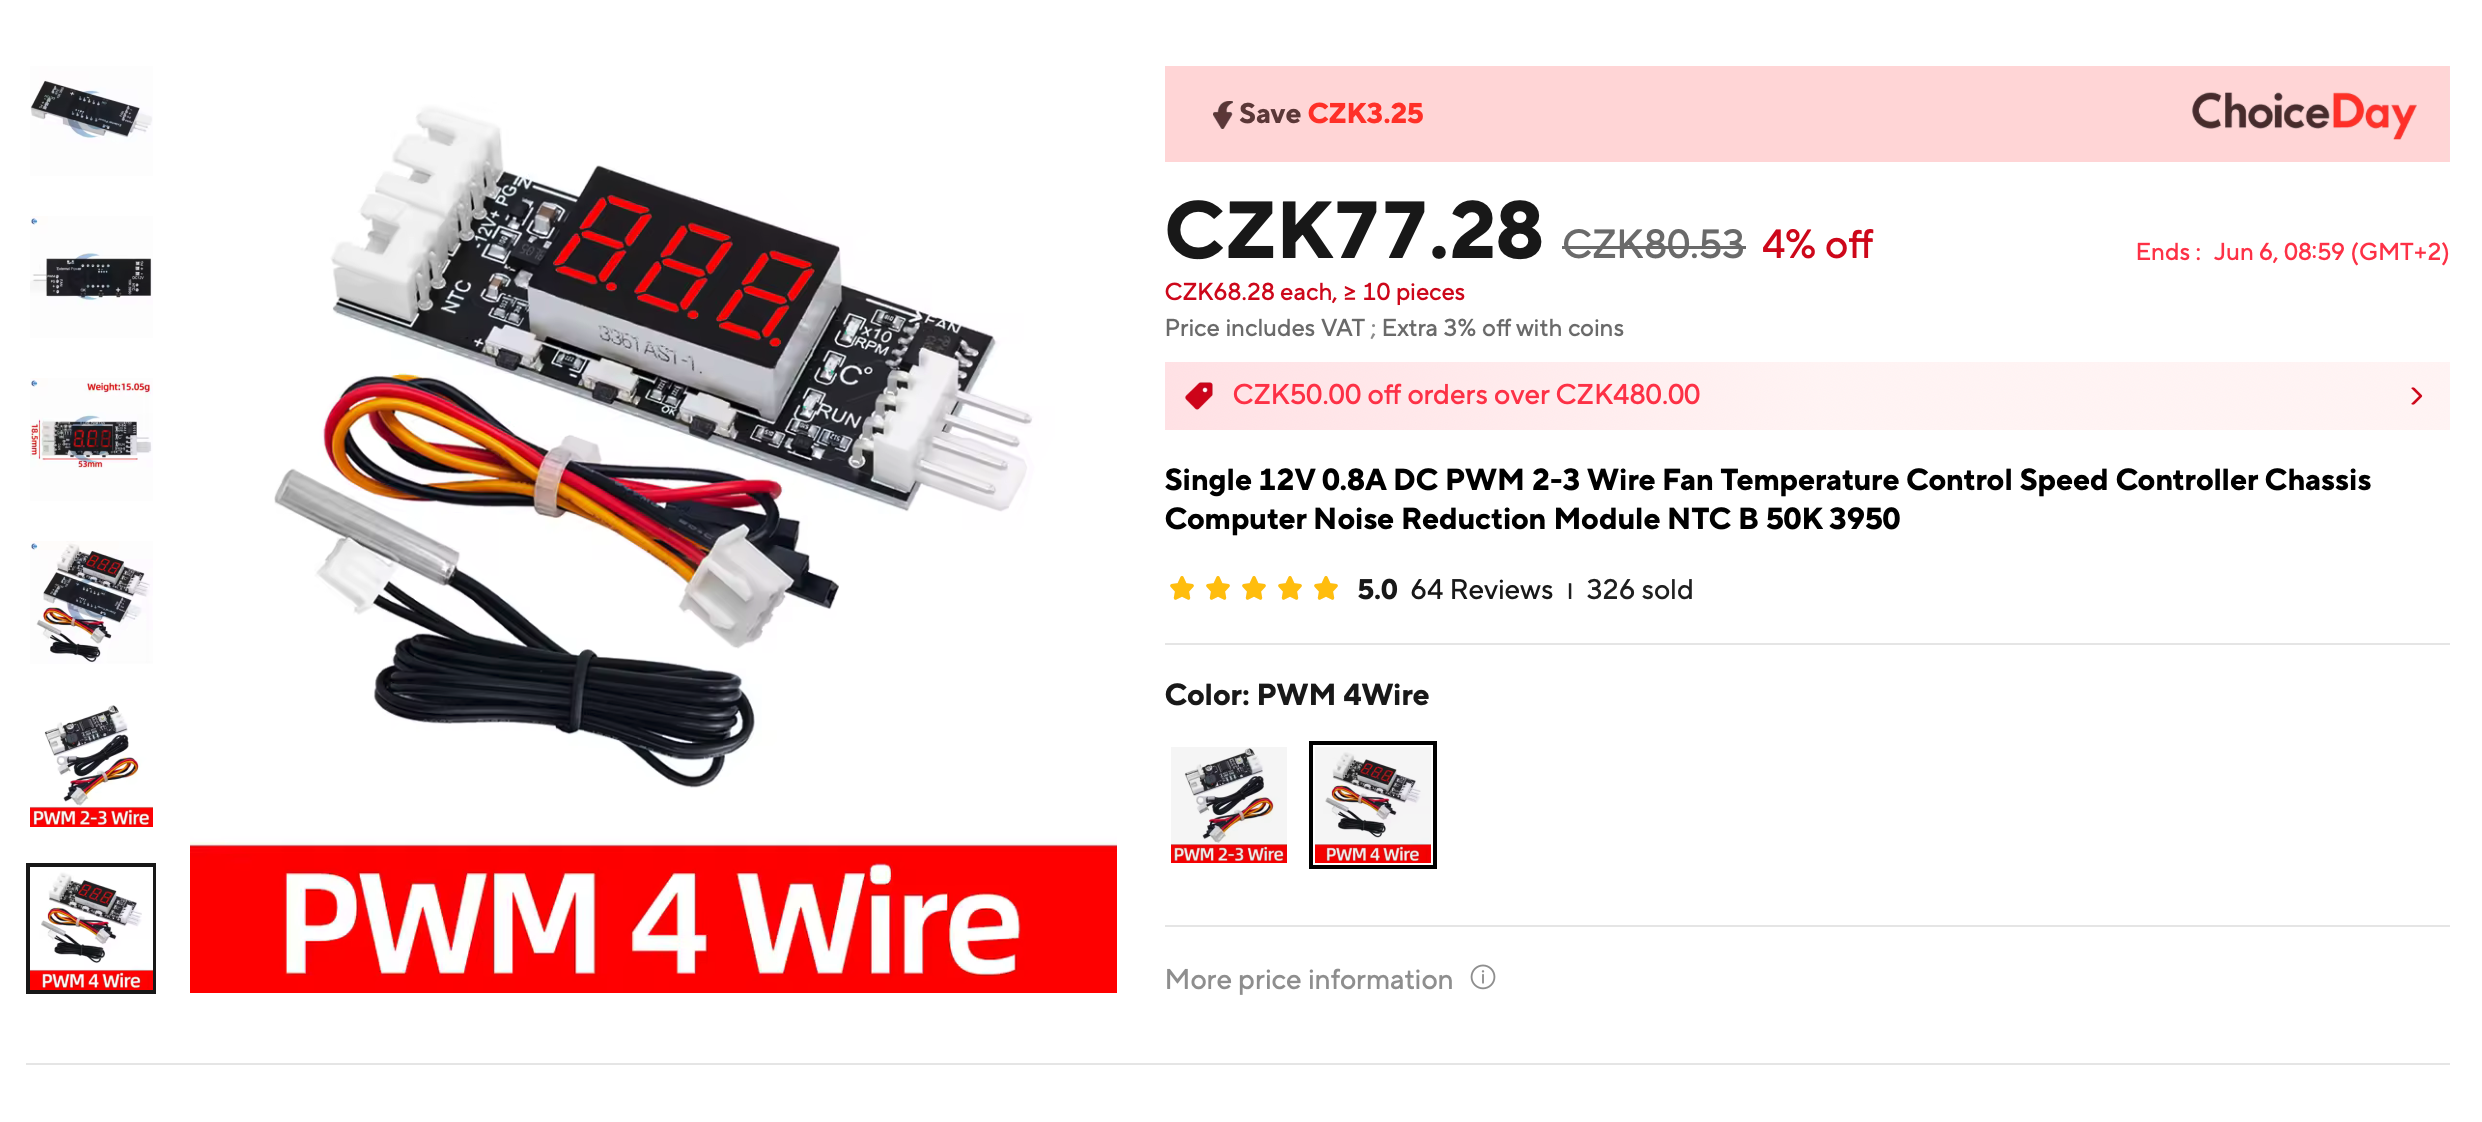 Weight:15.05g
18.5mm
53mm
PWM 2-3 Wire
PWM 4 Wire
PG
-12V+
NTC
3361AS1-1.
x10
RPM
C°
RUN
FAN
+
-
OK
PWM 4 Wire
Save CZK3.25
ChoiceDay
CZK77.28 CZK80.53 4% off
Ends : Jun 6, 08:59 (GMT+2)
CZK68.28 each, ≥ 10 pieces
Price includes VAT ; Extra 3% off with coins
CZK50.00 off orders over CZK480.00
Single 12V 0.8A DC PWM 2-3 Wire Fan Temperature Control Speed Controller Chassis
Computer Noise Reduction Module NTC B 50K 3950
5.0 64 Reviews | 326 sold
Color: PWM 4Wire
PWM 2-3 Wire
PWM 4 Wire
More price information